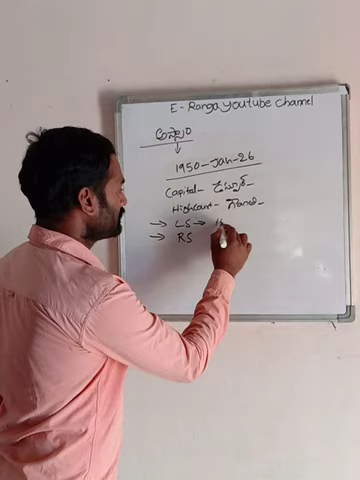 E - Ranga youtube channel
అస్సాం
1950-Jan-26
Capital- డిస్పూర్-
Highcourt-
→ LS →
→ RS